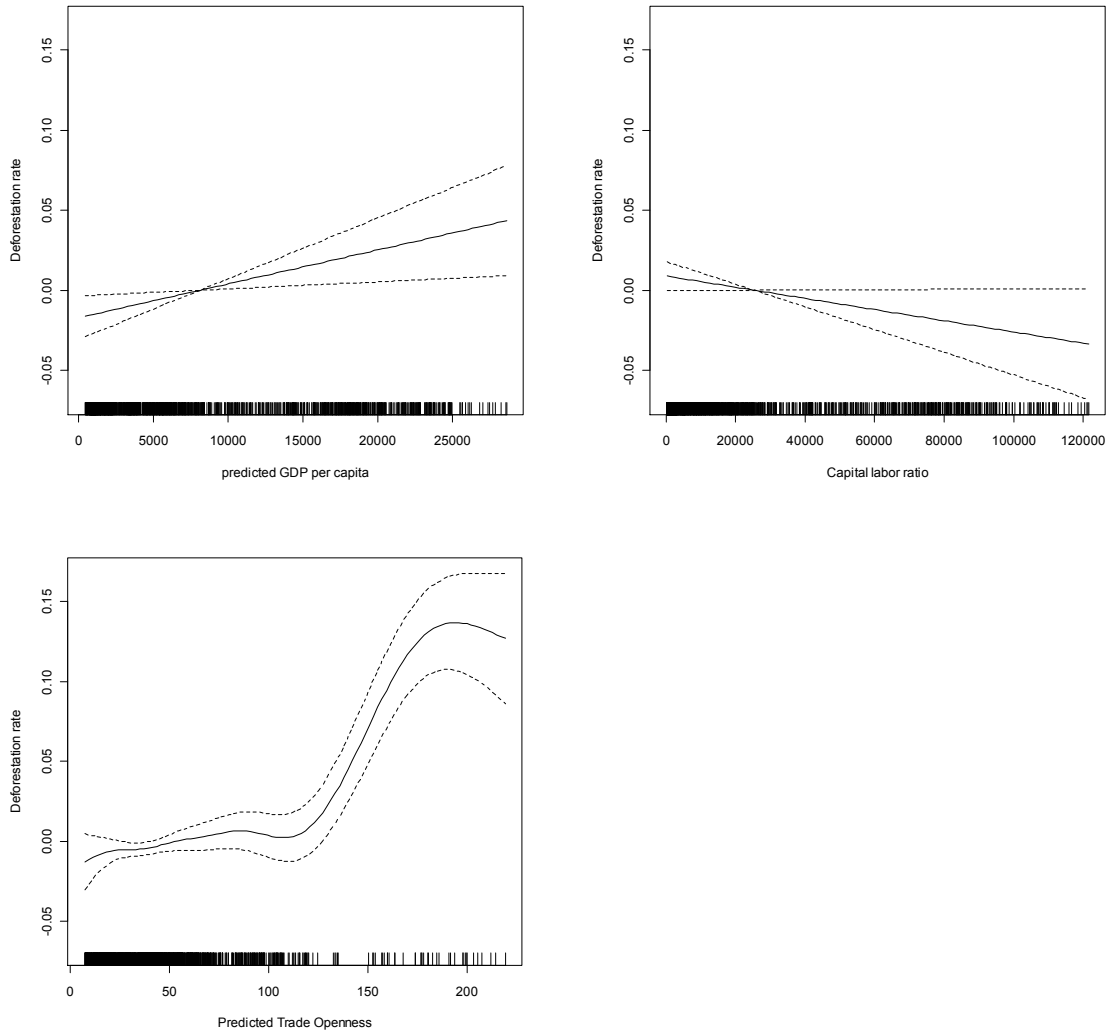 0.15
0.10
0.05
0.00
-0.05
Deforestation rate
0 5000 10000 15000 20000 25000
predicted GDP per capita
0.15
0.10
0.05
0.00
-0.05
Deforestation rate
0 20000 40000 60000 80000 100000 120000
Capital labor ratio
0.15
0.10
0.05
0.00
-0.05
Deforestation rate
0 50 100 150 200
Predicted Trade Openness